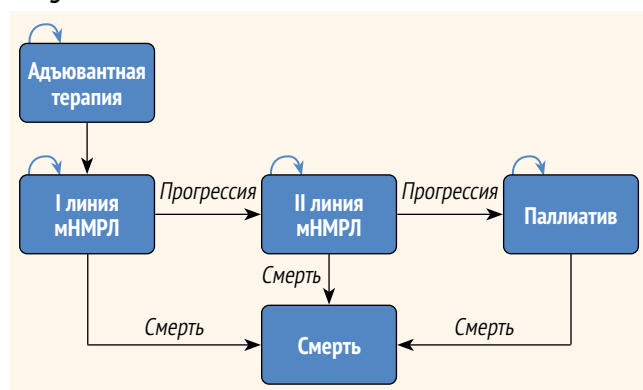 Адъювантная
терапия
I линия
мНМРЛ
Прогрессия
II линия
мНМРЛ
Прогрессия
Паллиатив
Смерть
Смерть
Смерть
Смерть